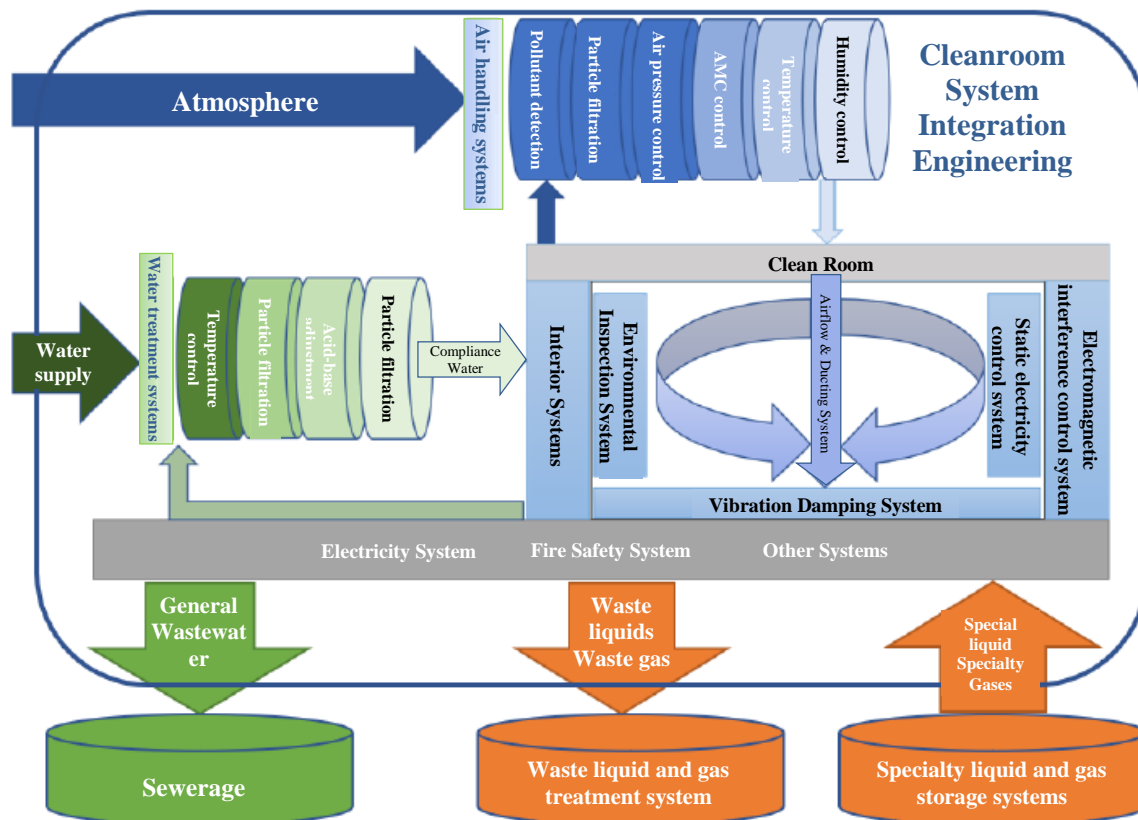 Cleanroom
System
Integration
Engineering
Atmosphere
Air handling systems
Pollutant detection
Particle filtration
Air pressure control
AMC control
Temperature
control
Humidity control
Water
supply
Water treatment systems
Temperature
control
Particle filtration
Acid-base
adjustment
Particle filtration
Compliance
Water
Clean Room
Interior Systems
Environmental
Inspection System
Airflow & Ducting System
Static electricity
control system
Electromagnetic
interference control system
Vibration Damping System
Electricity System
Fire Safety System
Other Systems
General
Wastewat
er
Waste
liquids
Waste gas
Special
liquid
Specialty
Gases
Sewerage
Waste liquid and gas
treatment system
Specialty liquid and gas
storage systems